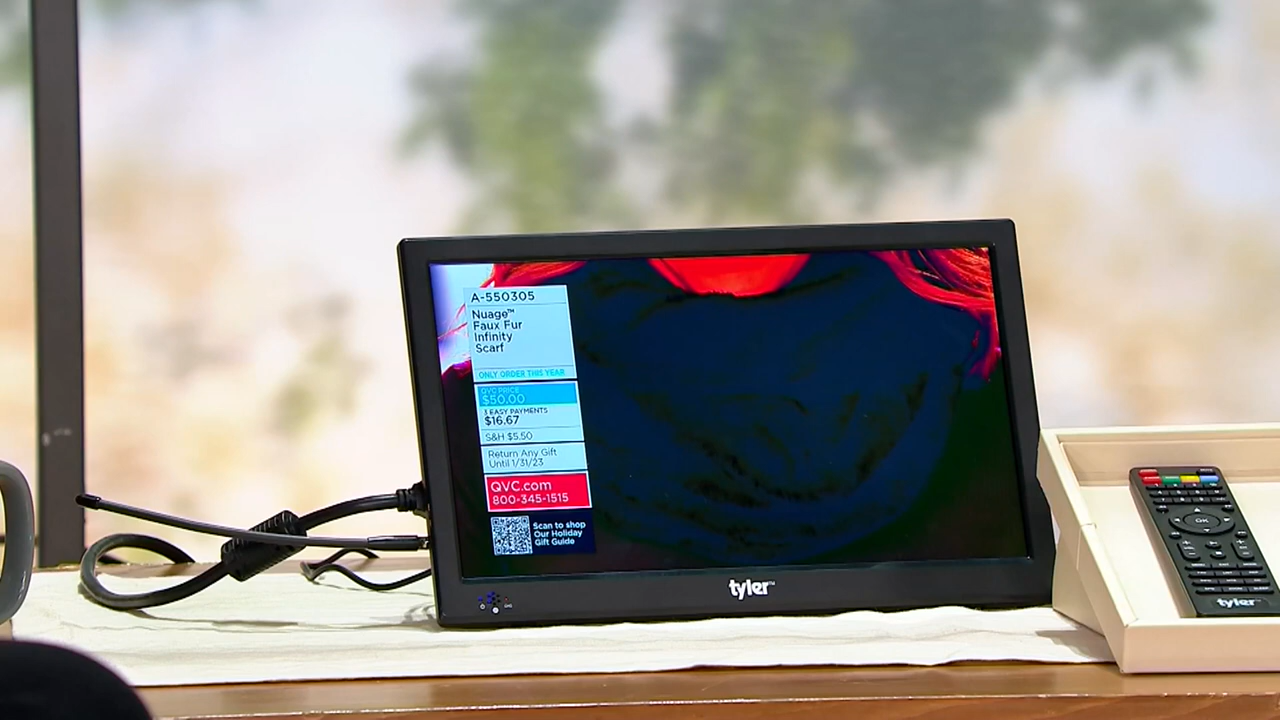 A-550305
Nuage™
Faux Fur
Infinity
Scarf
ONLY ORDER THIS YEAR
QVC PRICE
$50.00
3 EASY PAYMENTS
$16.67
S&H $5.50
Return Any Gift
Until 1/31/23
QVC.com
800-345-1515
Scan to shop
Our Holiday
Gift Guide
tyler™
OK
tyler